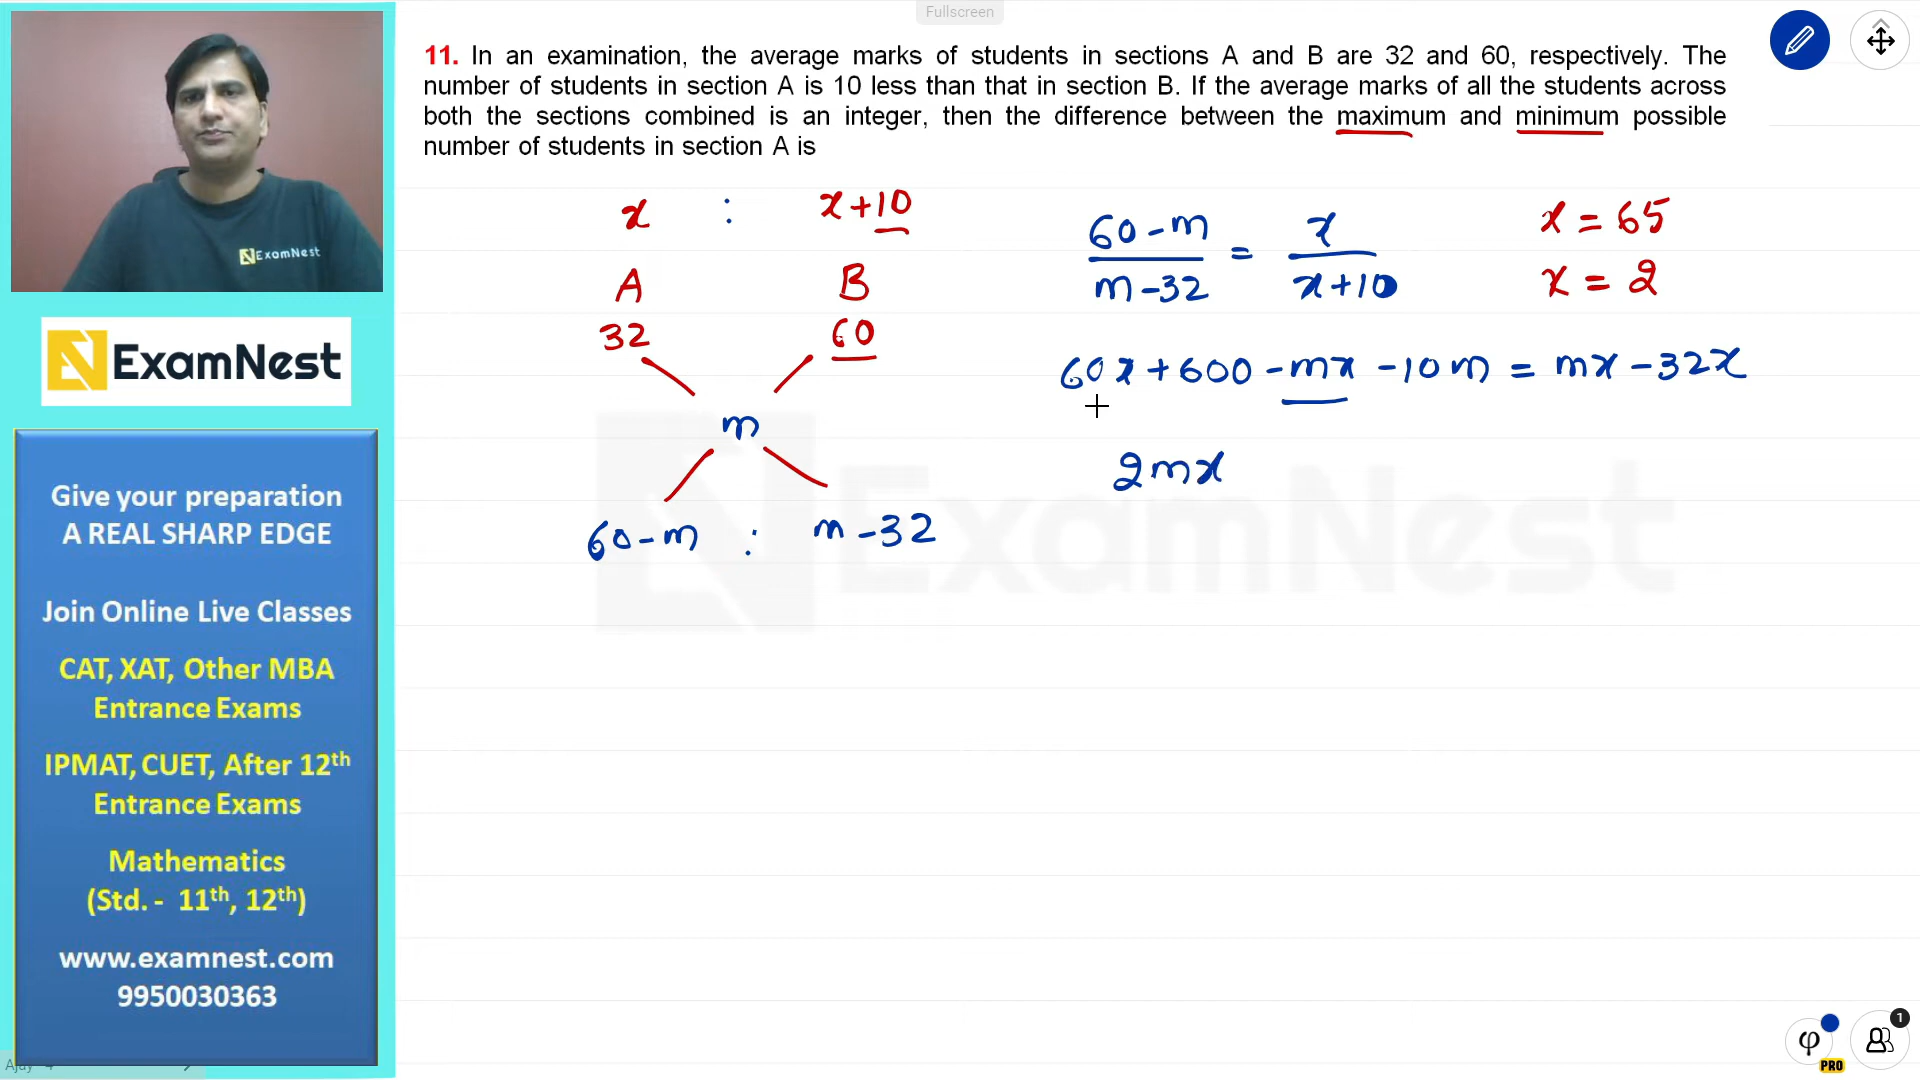 Fullscreen
11. In an examination, the average marks of students in sections A and B are 32 and 60, respectively. The
number of students in section A is 10 less than that in section B. If the average marks of all the students across
both the sections combined is an integer, then the difference between the maximum and minimum possible
number of students in section A is
x : x+10
A B
32 60
m
60-m : m-32
60-m / m-32 = x / x+10
x = 65
x = 2
60x+600-mx-10m = mx-32x
2mx
ExamNest
ExamNest
Give your preparation
A REAL SHARP EDGE
Join Online Live Classes
CAT, XAT, Other MBA
Entrance Exams
IPMAT, CUET, After 12th
Entrance Exams
Mathematics
(Std. - 11th, 12th)
www.examnest.com
9950030363
ExamNest
φ
PRO
1